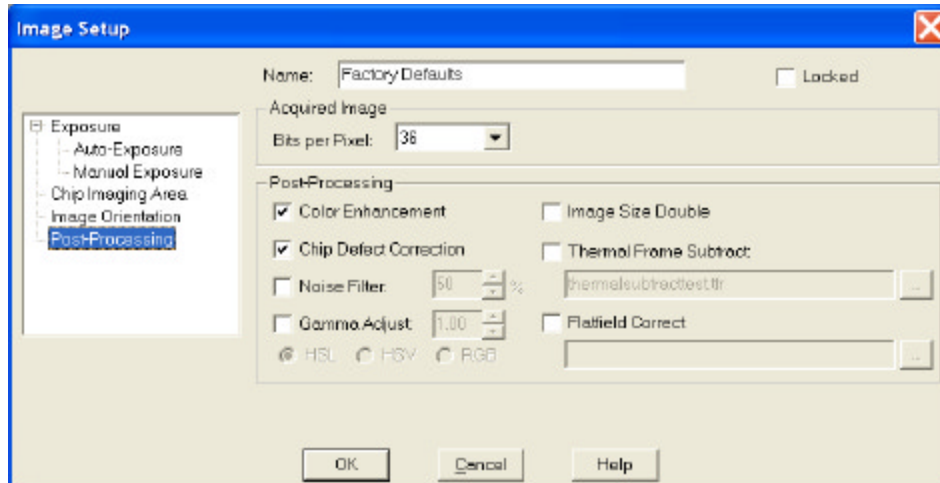 Image Setup
Name: Factory Defaults
Locked
Exposure
Auto-Exposure
Manual Exposure
Chip Imaging Area
Image Orientation
Post-Processing
Acquired Image
Bits per Pixel: 36
Post-Processing
Color Enhancement
Image Size Double
Chip Defect Correction
Thermal Frame Subtract:
Noise Filter: 50 %
thermalsubtracttest.tfr
...
Gamma Adjust: 1.00
Flatfield Correct
HSL HSV RGB
...
OK Cancel Help